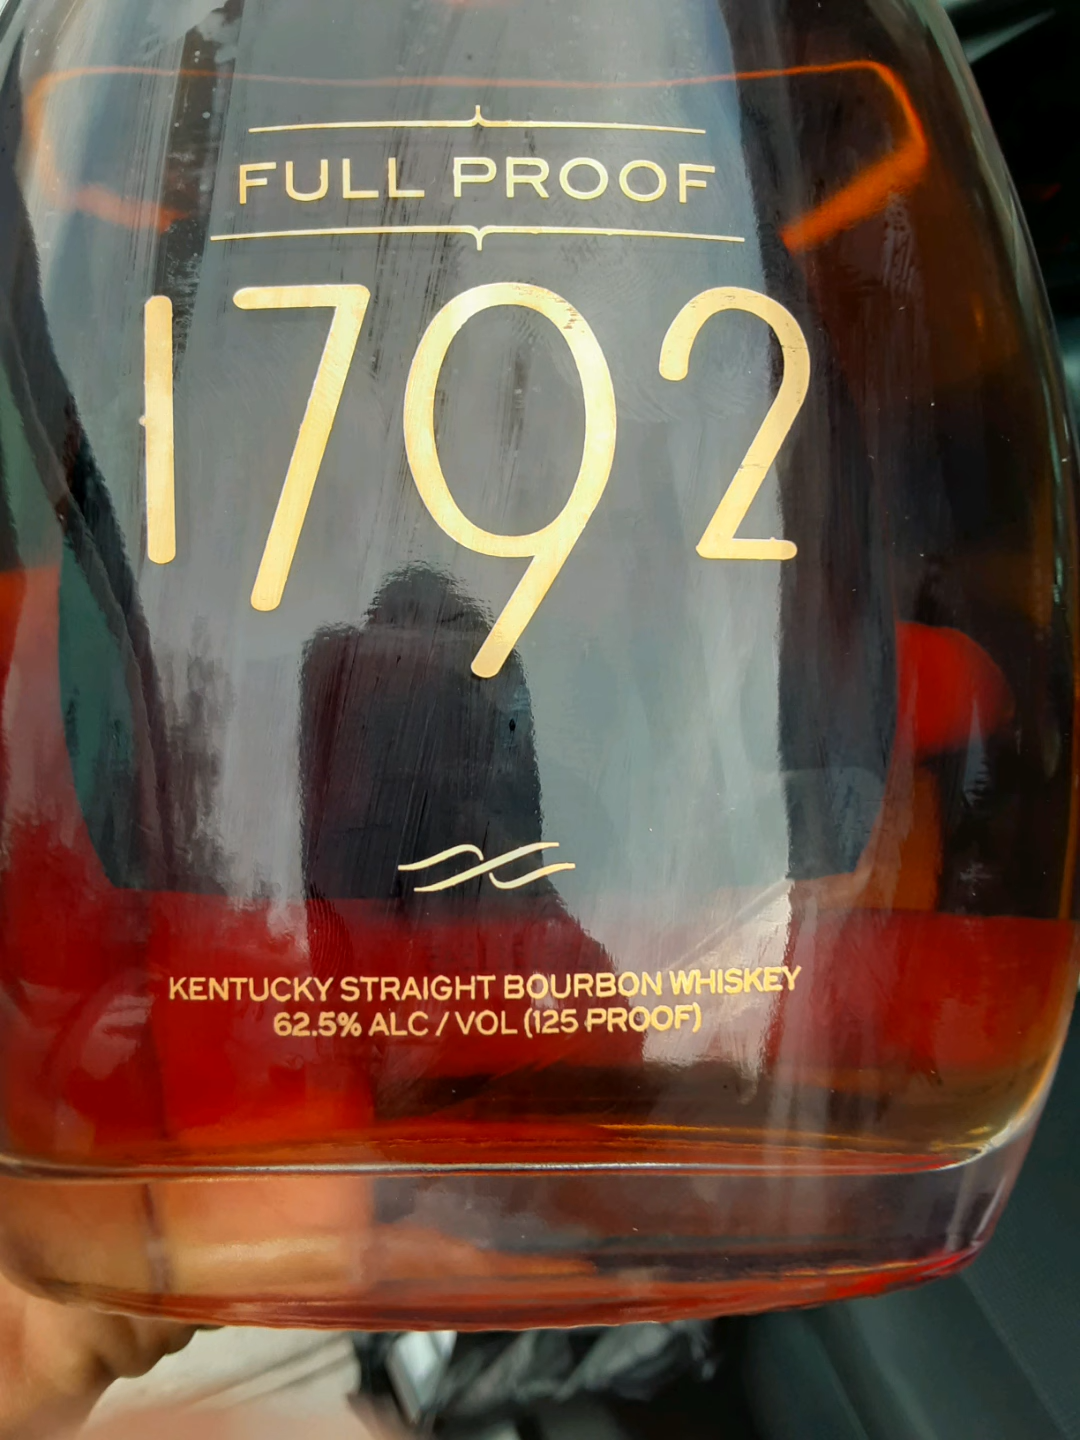 FULL PROOF
1792
KENTUCKY STRAIGHT BOURBON WHISKEY
62.5% ALC / VOL (125 PROOF)